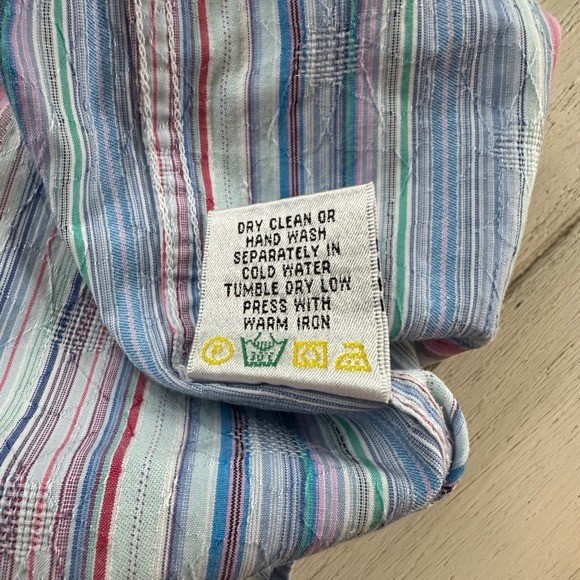 DRY CLEAN OR
HAND WASH
SEPARATELY IN
COLD WATER
TUMBLE DRY LOW
PRESS WITH
WARM IRON
P 30°C